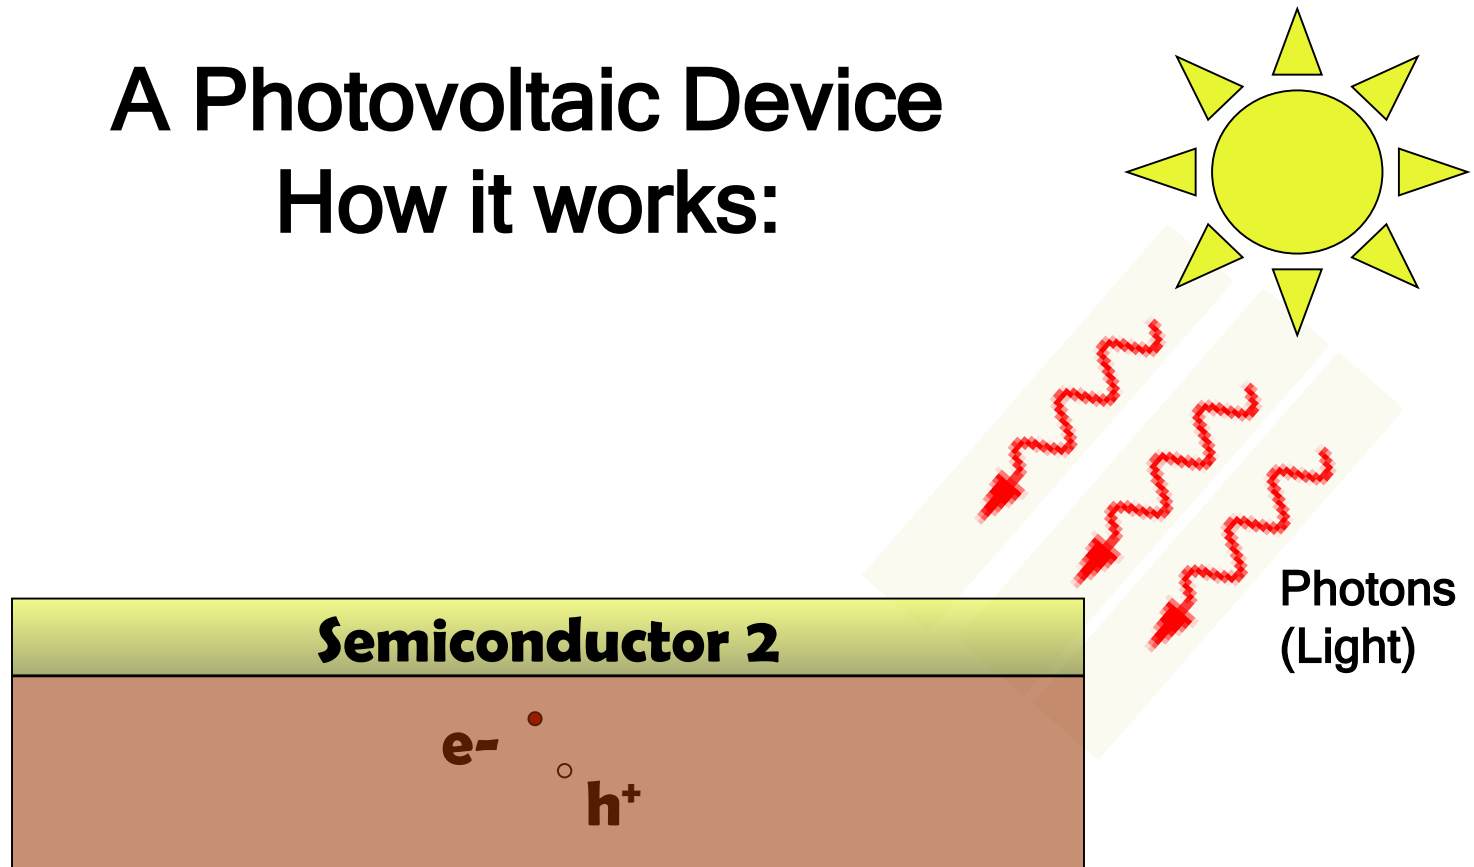 A Photovoltaic Device
How it works:
Photons
(Light)
Semiconductor 2
e-
h+